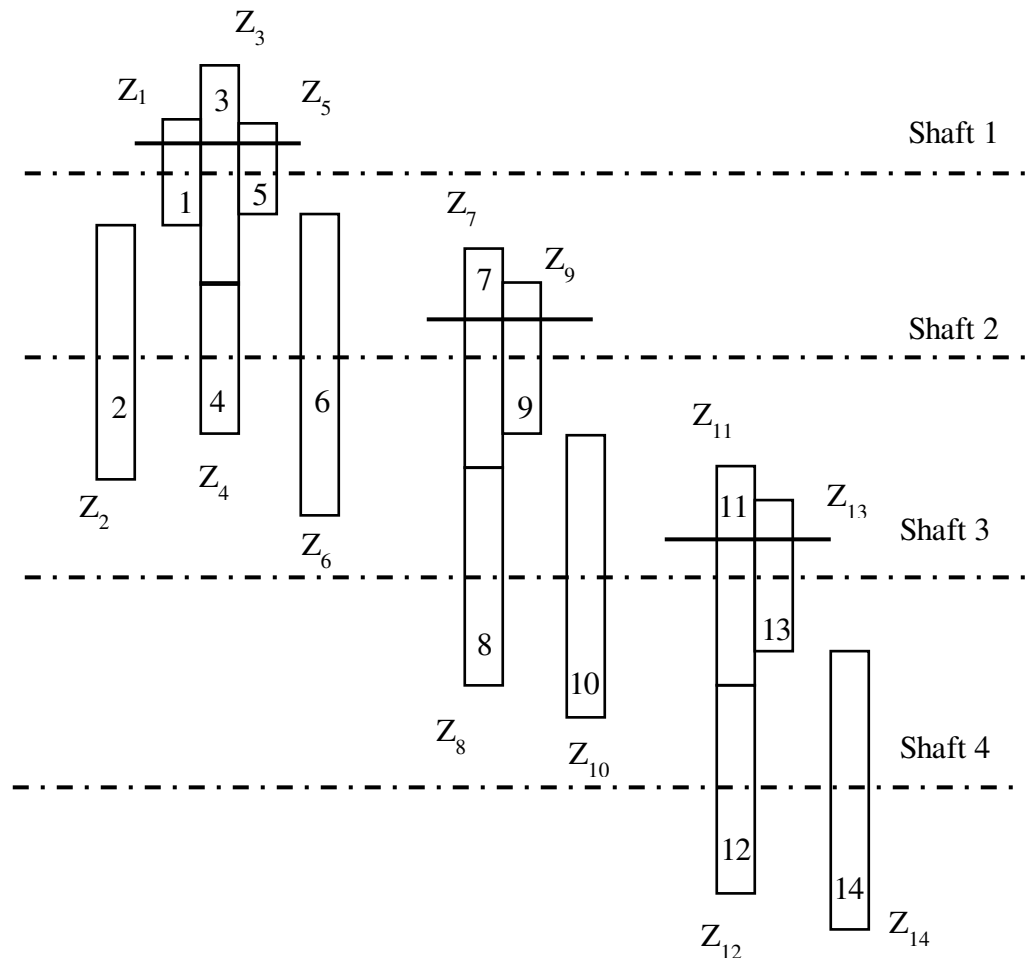 Z₃
Z₁
Z₅
3
Shaft 1
1
5
Z₇
Z₉
7
Shaft 2
2
4
6
9
Z₁₁
Z₄
Z₂
11
Z₁₃
Shaft 3
Z₆
13
8
10
Z₈
Shaft 4
Z₁₀
12
14
Z₁₂
Z₁₄